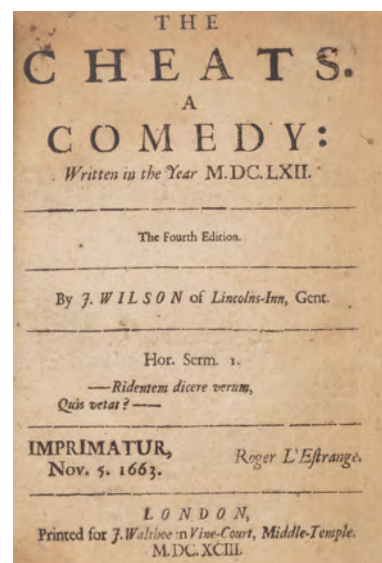 THE
CHEATS.
A
COMEDY:
Written in the Year M.DC.LXII.
The Fourth Edition.
By J. WILSON of Lincolns-Inn, Gent.
Hor. Serm. 1.
—Ridentem dicere verum,
Quis vetat?—
IMPRIMATUR,
Nov. 5. 1663.
Roger L'Eſtrange.
LONDON,
Printed for J. Walthoe in Vine-Court, Middle-Temple.
M.DC.XCIII.